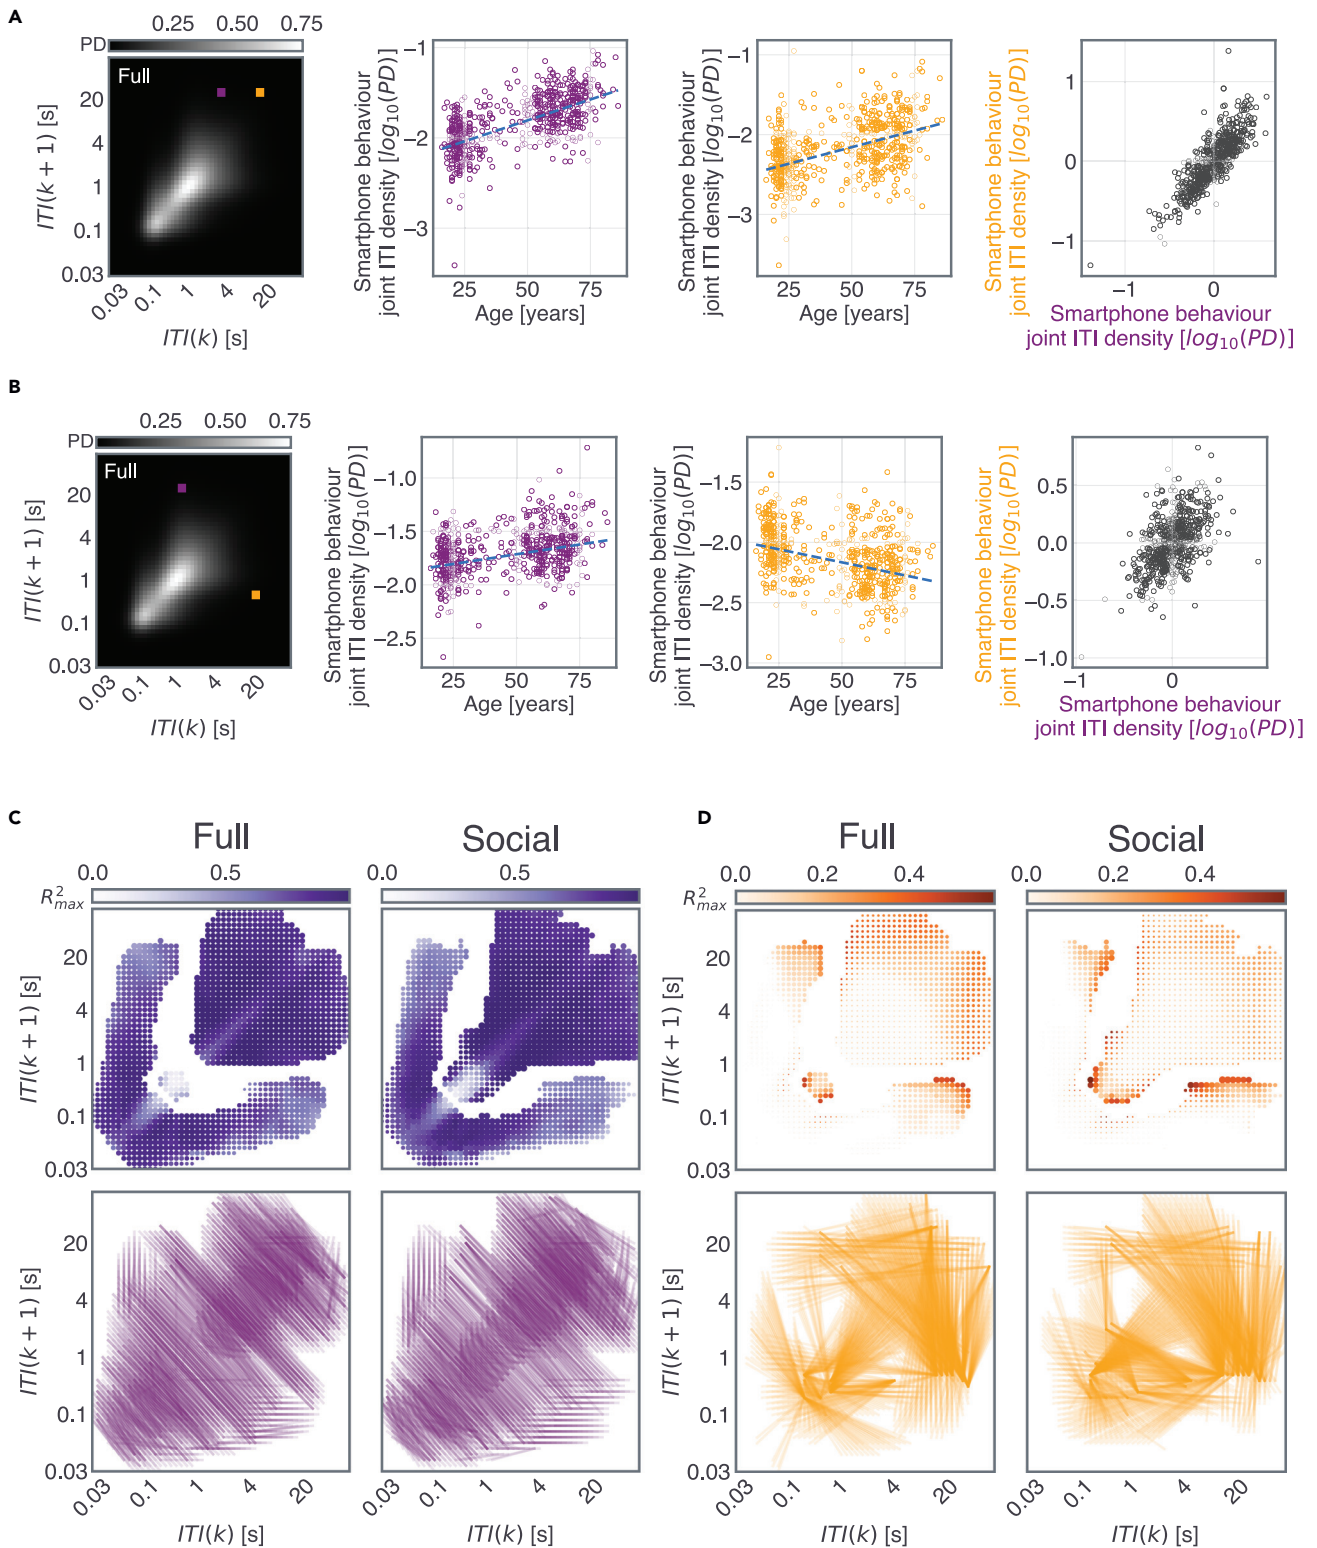 A
0.25 0.50 0.75
PD
Full
20
4
1
0.1
0.03
ITI(k + 1) [s]
0.03 0.1 1 4 20
ITI(k) [s]
Smartphone behaviour
joint ITI density [log10(PD)]
−1
−2
−3
25 50 75
Age [years]
Smartphone behaviour
joint ITI density [log10(PD)]
−1
−2
−3
25 50 75
Age [years]
Smartphone behaviour
joint ITI density [log10(PD)]
1
0
−1
−1 0
Smartphone behaviour
joint ITI density [log10(PD)]
B
0.25 0.50 0.75
PD
Full
20
4
1
0.1
0.03
ITI(k + 1) [s]
0.03 0.1 1 4 20
ITI(k) [s]
Smartphone behaviour
joint ITI density [log10(PD)]
−1.0
−1.5
−2.0
−2.5
25 50 75
Age [years]
Smartphone behaviour
joint ITI density [log10(PD)]
−1.5
−2.0
−2.5
−3.0
25 50 75
Age [years]
Smartphone behaviour
joint ITI density [log10(PD)]
0.5
0.0
−0.5
−1.0
−1 0
Smartphone behaviour
joint ITI density [log10(PD)]
C
Full Social
0.0 0.5 0.0 0.5
R²max
20
4
1
0.1
0.03
ITI(k + 1) [s]
20
4
1
0.1
0.03
ITI(k + 1) [s]
0.03 0.1 1 4 20
ITI(k) [s]
0.03 0.1 1 4 20
ITI(k) [s]
D
Full Social
0.0 0.2 0.4 0.0 0.2 0.4
R²max
20
4
1
0.1
0.03
ITI(k + 1) [s]
20
4
1
0.1
0.03
ITI(k + 1) [s]
0.03 0.1 1 4 20
ITI(k) [s]
0.03 0.1 1 4 20
ITI(k) [s]